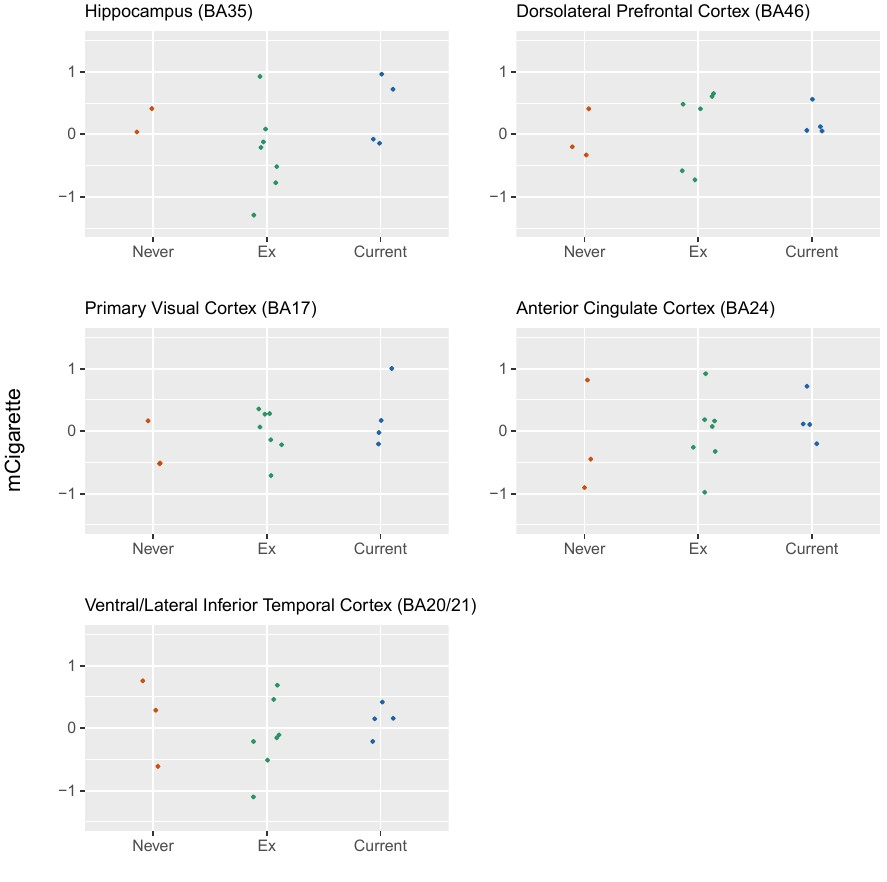 Hippocampus (BA35)
Dorsolateral Prefrontal Cortex (BA46)
1
0
−1
Never Ex Current
1
0
−1
Never Ex Current
Primary Visual Cortex (BA17)
Anterior Cingulate Cortex (BA24)
mCigarette
1
0
−1
Never Ex Current
1
0
−1
Never Ex Current
Ventral/Lateral Inferior Temporal Cortex (BA20/21)
1
0
−1
Never Ex Current